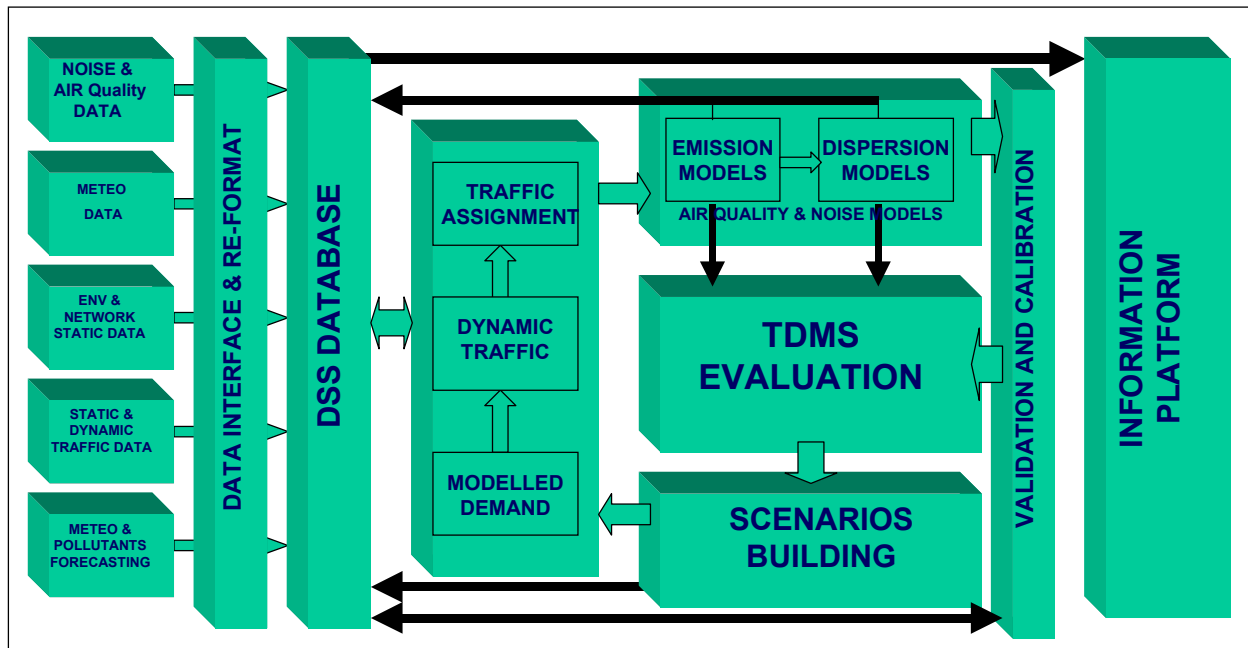 NOISE &
AIR Quality
DATA
METEO
DATA
ENV &
NETWORK
STATIC DATA
STATIC &
DYNAMIC
TRAFFIC DATA
METEO &
POLLUTANTS
FORECASTING
DATA INTERFACE & RE-FORMAT
DSS DATABASE
TRAFFIC
ASSIGNMENT
DYNAMIC
TRAFFIC
MODELLED
DEMAND
EMISSION
MODELS
DISPERSION
MODELS
AIR QUALITY & NOISE MODELS
TDMS
EVALUATION
SCENARIOS
BUILDING
VALIDATION AND CALIBRATION
INFORMATION
PLATFORM